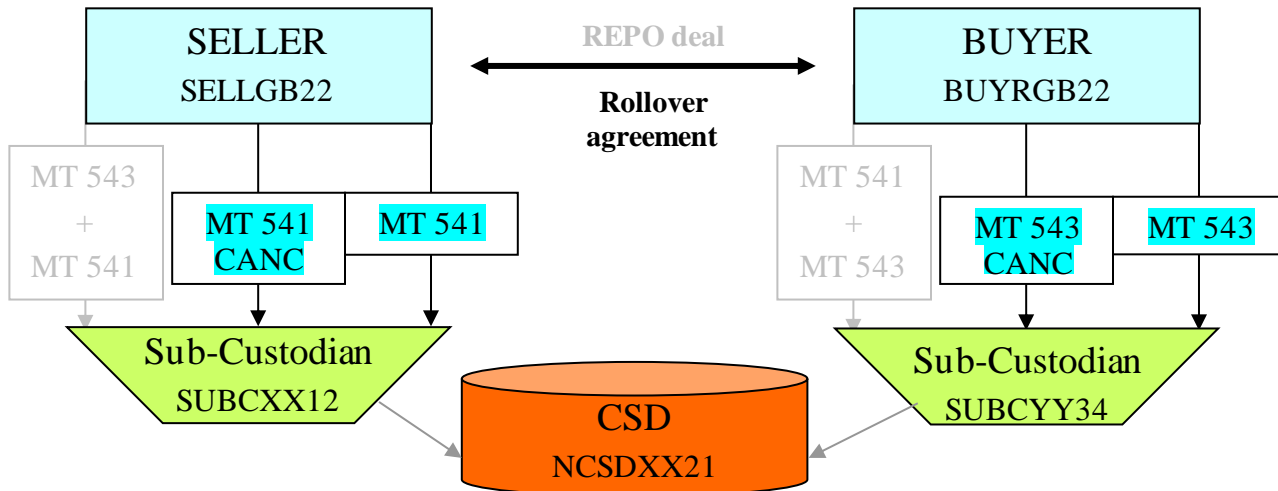 SELLER
SELLGB22
REPO deal
Rollover
agreement
BUYER
BUYRGB22
MT 543
+
MT 541
MT 541
CANC
MT 541
MT 541
+
MT 543
MT 543
CANC
MT 543
Sub-Custodian
SUBCXX12
CSD
NCSDXX21
Sub-Custodian
SUBCYY34